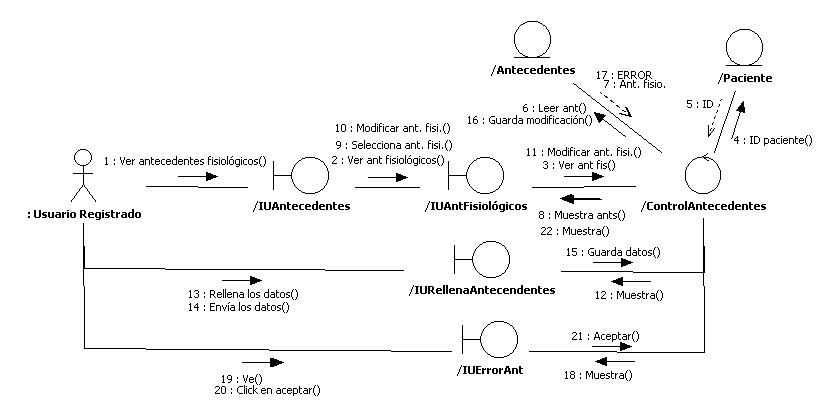 /Antecedentes
/Paciente
17 : ERROR
7 : Ant. fisio.
5 : ID
6 : Leer ant()
16 : Guarda modificación()
4 : ID paciente()
10 : Modificar ant. fisi.()
9 : Selecciona ant. fisi.()
2 : Ver ant fisiológicos()
1 : Ver antecedentes fisiológicos()
11 : Modificar ant. fisi.()
3 : Ver ant fis()
: Usuario Registrado
/IUAntecedentes
/IUAntFisiológicos
/ControlAntecedentes
8 : Muestra ants()
22 : Muestra()
15 : Guarda datos()
/IURellenaAntecendentes
13 : Rellena los datos()
14 : Envía los datos()
12 : Muestra()
21 : Aceptar()
/IUErrorAnt
18 : Muestra()
19 : Ve()
20 : Click en aceptar()